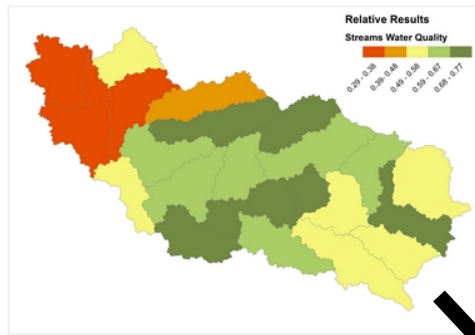 Relative Results
Streams Water Quality
0.29 - 0.38
0.39 - 0.48
0.49 - 0.58
0.59 - 0.67
0.68 - 0.77